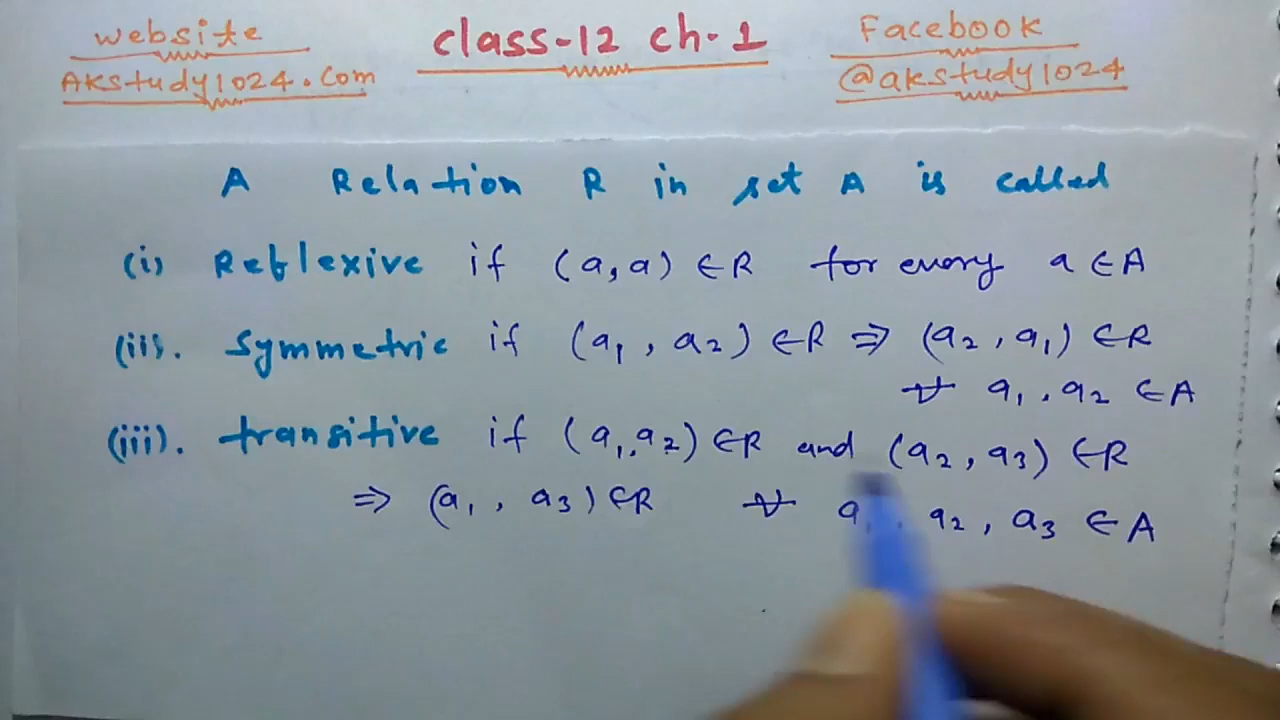 website
AKstudy1024.Com
class-12 ch-1
Facebook
@akstudy1024
A Relation R in set A is called
(i) Reflexive if (a,a) ∈R for every a ∈A
(ii). Symmetric if (a₁, a₂) ∈R ⇒ (a₂, a₁) ∈R
∀ a₁, a₂ ∈A
(iii). transitive if (a₁,a₂) ∈R and (a₂, a₃) ∈R
⇒ (a₁, a₃) ∈R ∀ a₁, a₂, a₃ ∈A